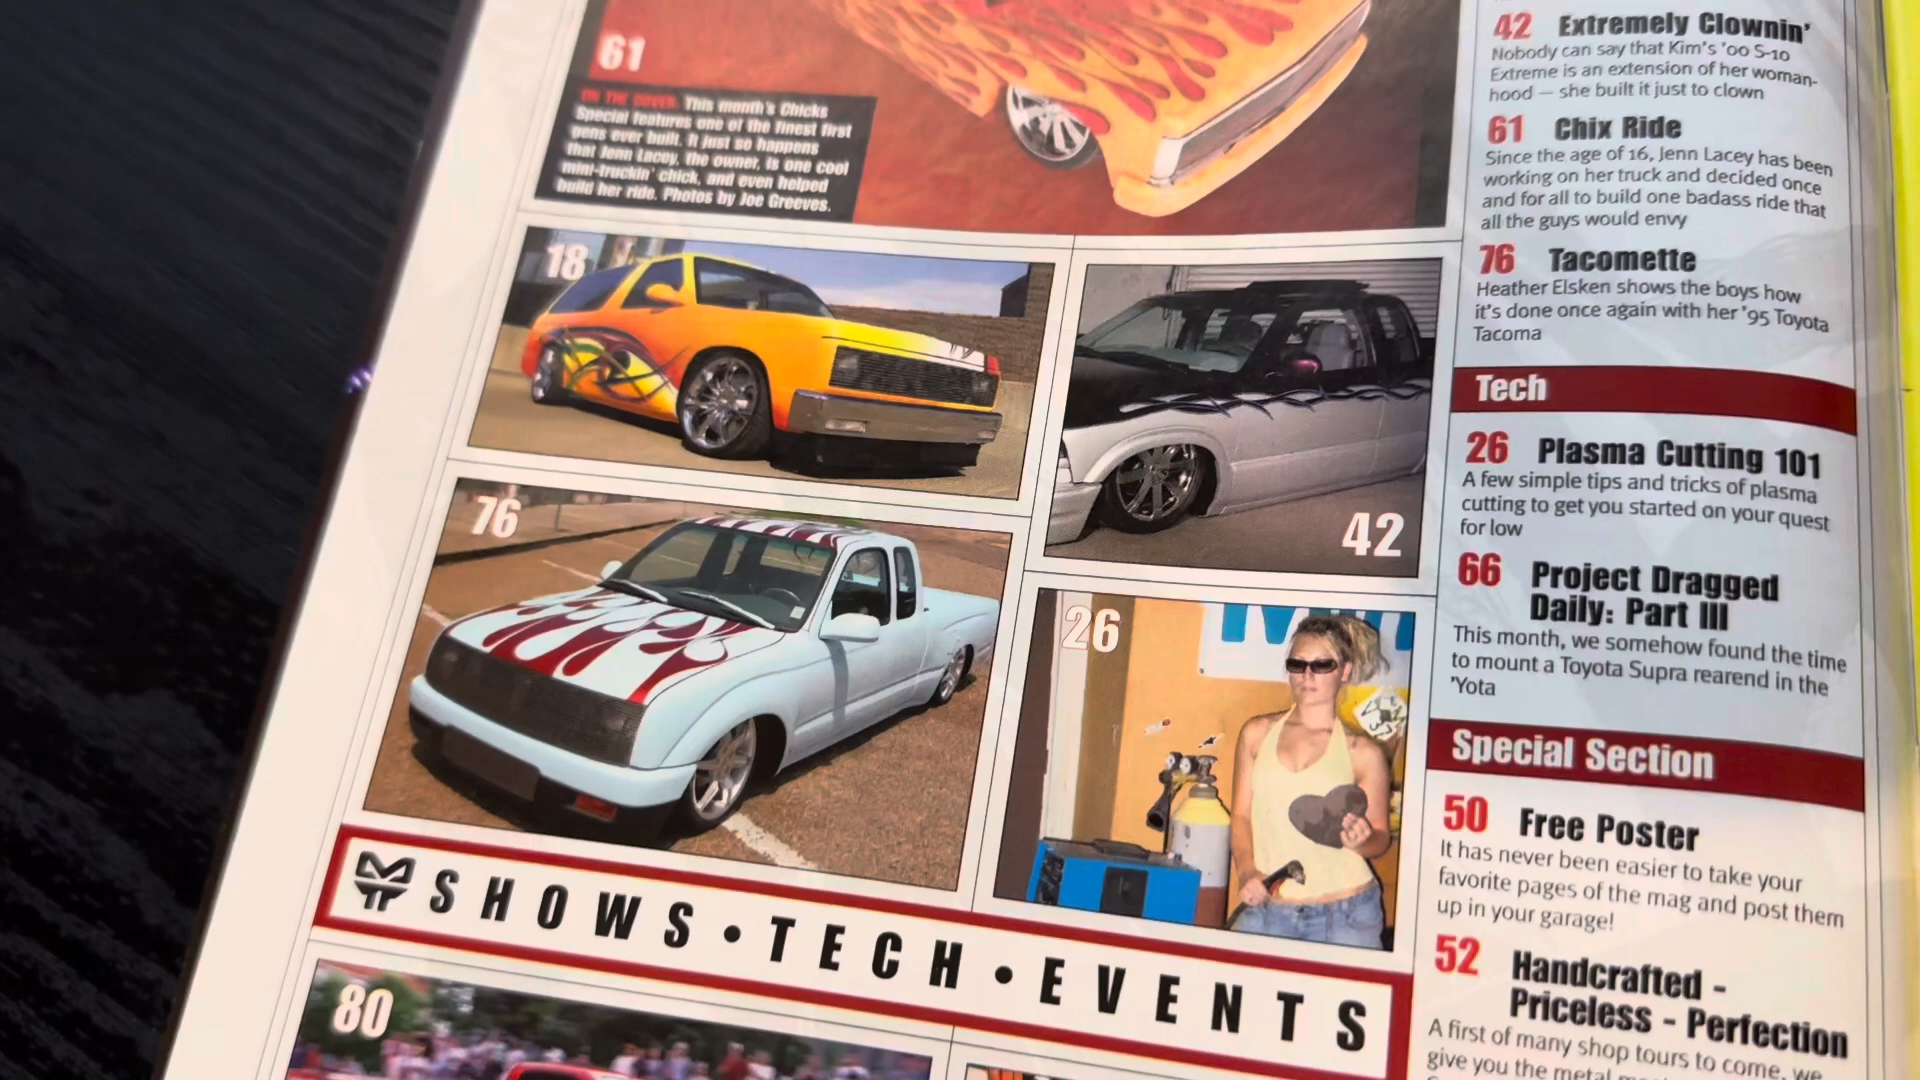 61
ON THE COVER: This month's Chicks
Special features one of the finest first
gens ever built. It just so happens
that Jenn Lacey, the owner, is one cool
mini-truckin' chick, and even helped
build her ride. Photos by Joe Greeves.
18
42
76
26
SHOWS • TECH • EVENTS
80
42 Extremely Clownin'
Nobody can say that Kim's '00 S-10
Extreme is an extension of her woman-
hood — she built it just to clown
61 Chix Ride
Since the age of 16, Jenn Lacey has been
working on her truck and decided once
and for all to build one badass ride that
all the guys would envy
76 Tacomette
Heather Elsken shows the boys how
it's done once again with her '95 Toyota
Tacoma
Tech
26 Plasma Cutting 101
A few simple tips and tricks of plasma
cutting to get you started on your quest
for low
66 Project Dragged
Daily: Part III
This month, we somehow found the time
to mount a Toyota Supra rearend in the
'Yota
Special Section
50 Free Poster
It has never been easier to take your
favorite pages of the mag and post them
up in your garage!
52 Handcrafted -
Priceless - Perfection
A first of many shop tours to come, we
give you the metal